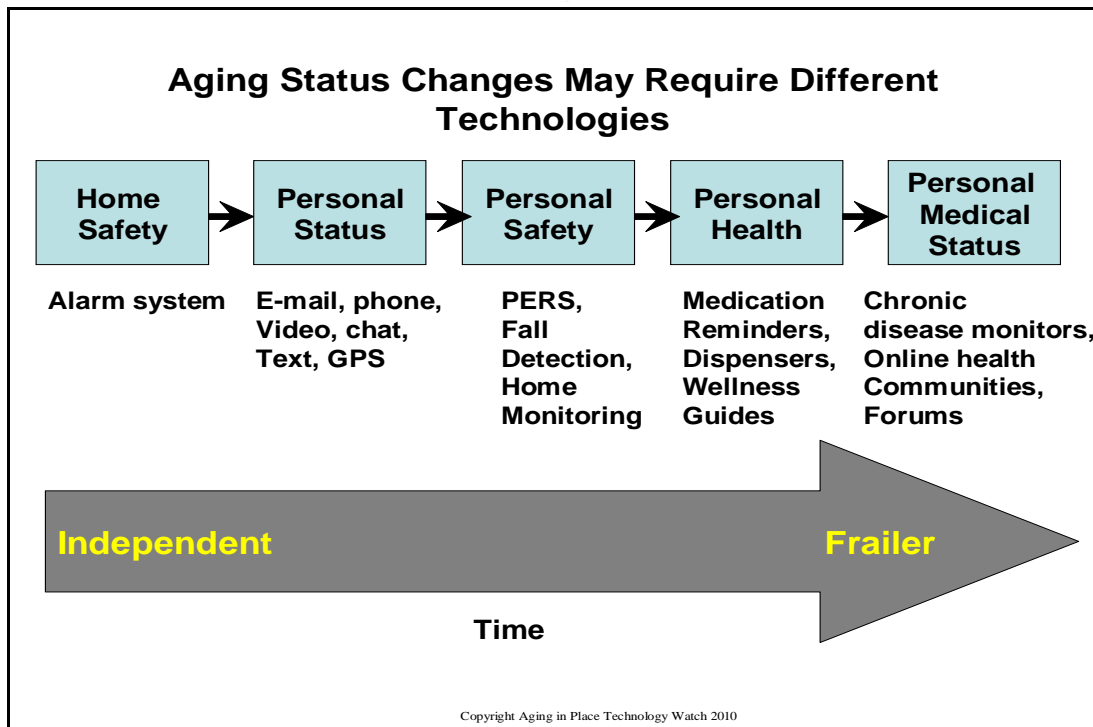 Aging Status Changes May Require Different
Technologies
Home
Safety
Personal
Status
Personal
Safety
Personal
Health
Personal
Medical
Status
Alarm system
E-mail, phone,
Video, chat,
Text, GPS
PERS,
Fall
Detection,
Home
Monitoring
Medication
Reminders,
Dispensers,
Wellness
Guides
Chronic
disease monitors,
Online health
Communities,
Forums
Independent
Frailer
Time
Copyright Aging in Place Technology Watch 2010